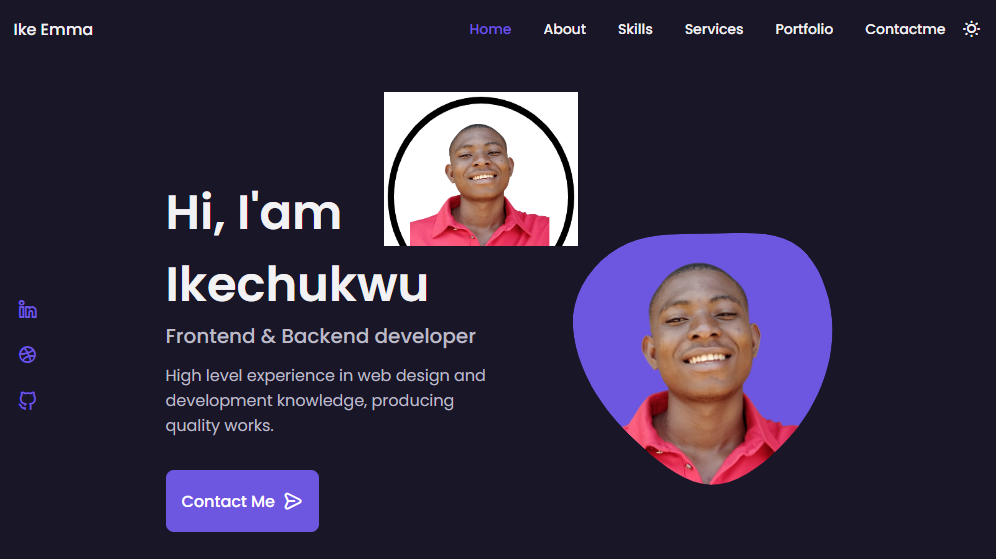 Ike Emma
Home
About
Skills
Services
Portfolio
Contactme
Hi, I'am
Ikechukwu
Frontend & Backend developer
High level experience in web design and
development knowledge, producing
quality works.
Contact Me